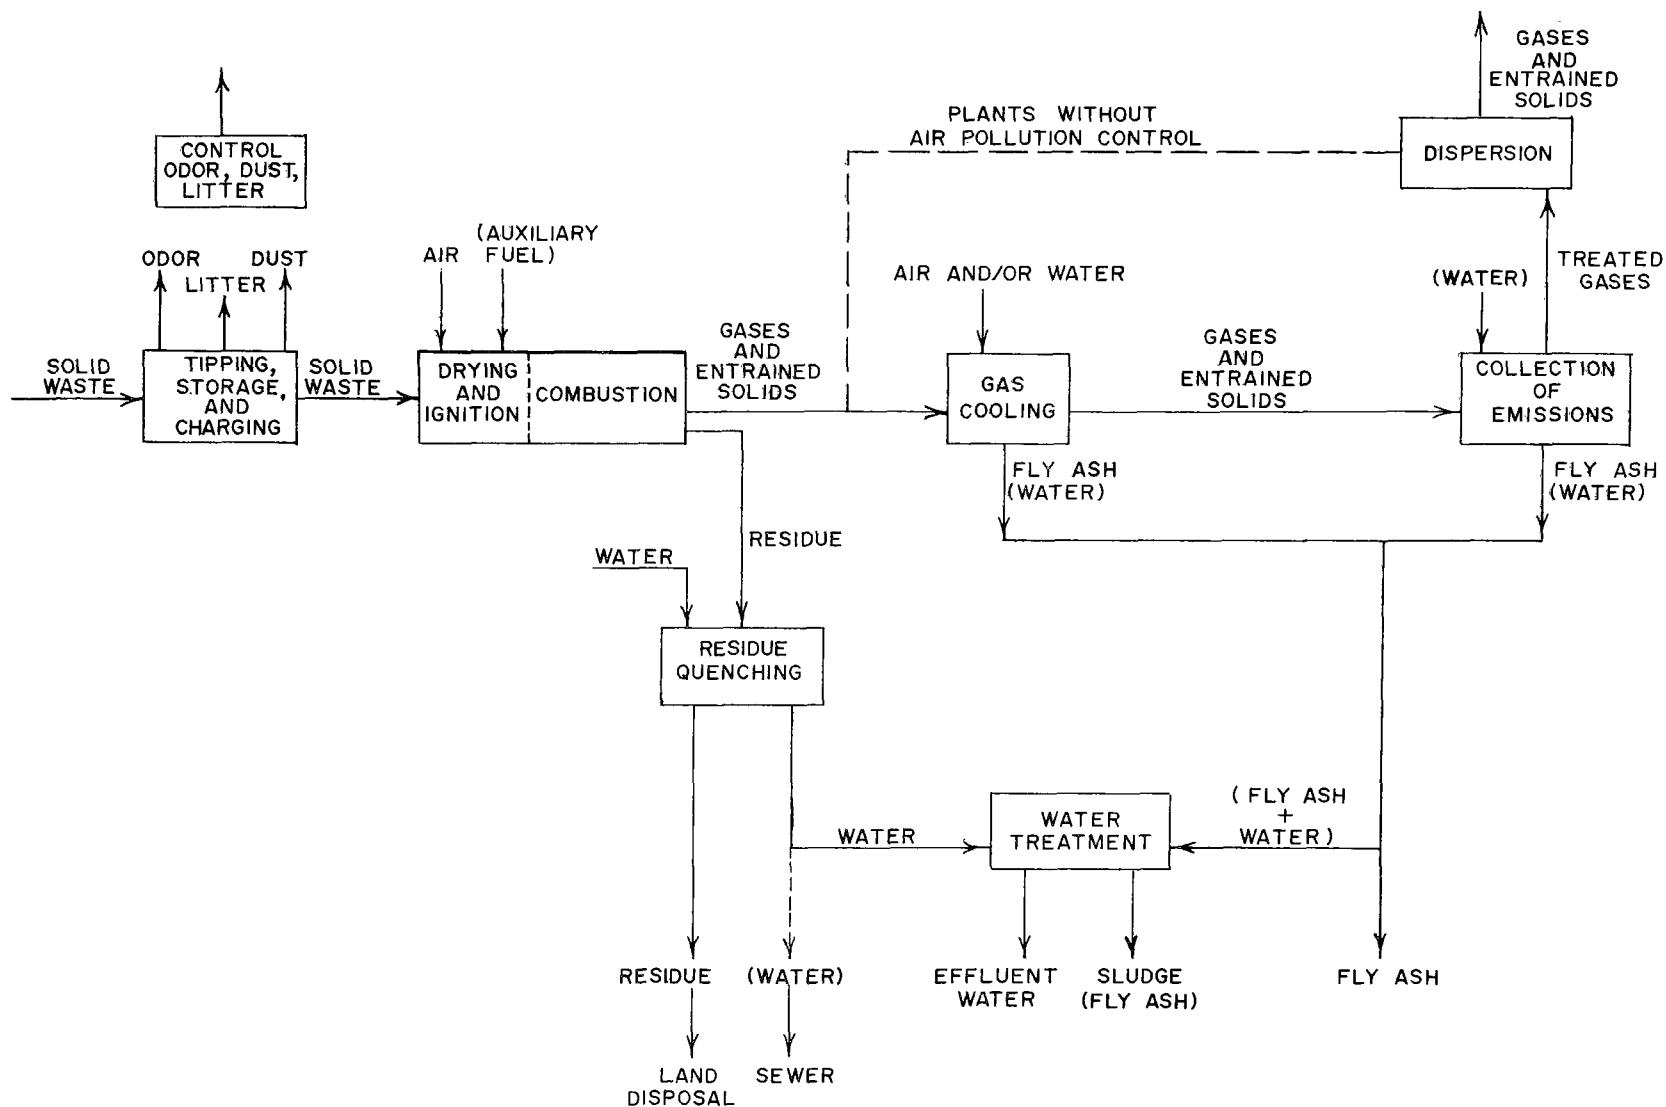 GASES
AND
ENTRAINED
SOLIDS
PLANTS WITHOUT
AIR POLLUTION CONTROL
DISPERSION
CONTROL
ODOR, DUST,
LITTER
ODOR
DUST
LITTER
AIR
(AUXILIARY
FUEL)
AIR AND/OR WATER
(WATER)
TREATED
GASES
SOLID
WASTE
TIPPING,
STORAGE,
AND
CHARGING
SOLID
WASTE
DRYING
AND
IGNITION
COMBUSTION
GASES
AND
ENTRAINED
SOLIDS
GAS
COOLING
GASES
AND
ENTRAINED
SOLIDS
COLLECTION
OF
EMISSIONS
FLY ASH
(WATER)
FLY ASH
(WATER)
RESIDUE
WATER
RESIDUE
QUENCHING
WATER
WATER
TREATMENT
(FLY ASH
+
WATER)
RESIDUE
(WATER)
EFFLUENT
WATER
SLUDGE
(FLY ASH)
FLY ASH
LAND
DISPOSAL
SEWER